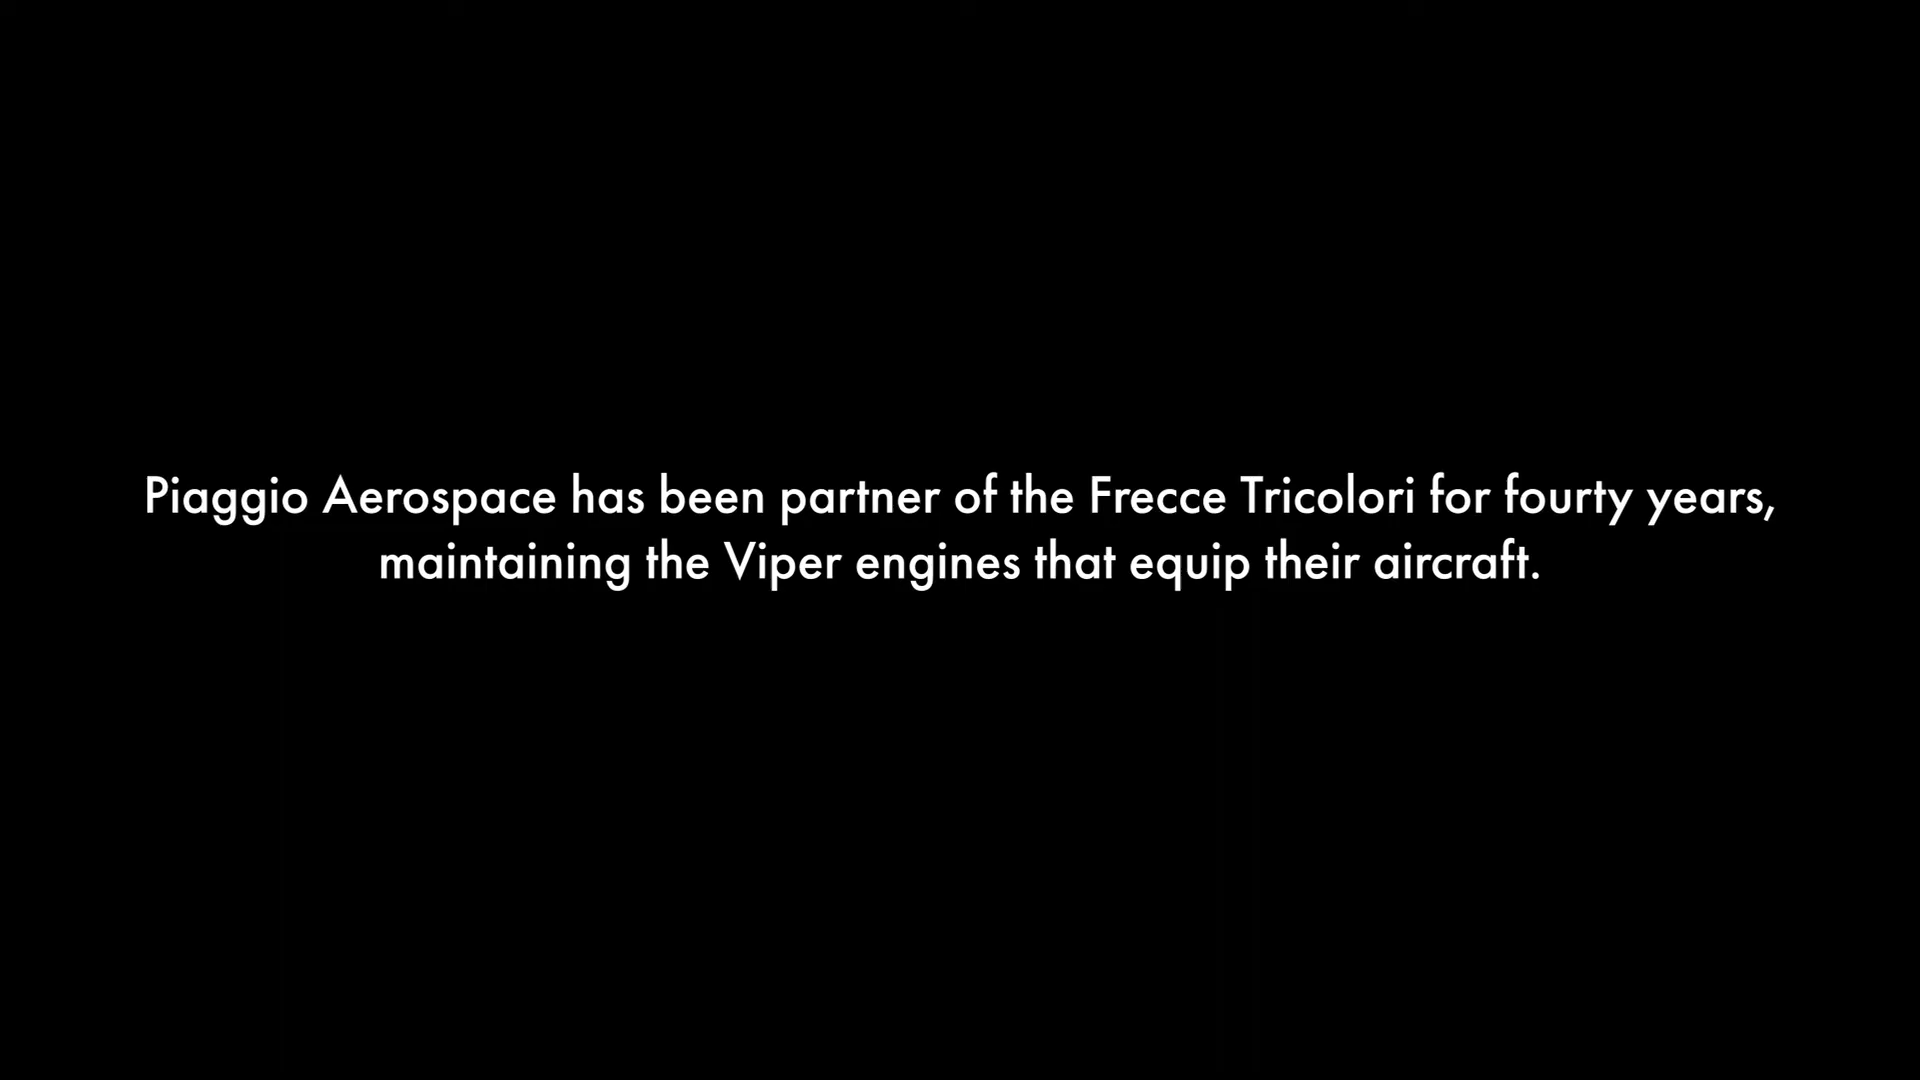 Piaggio Aerospace has been partner of the Frecce Tricolori for fourty years,
maintaining the Viper engines that equip their aircraft.